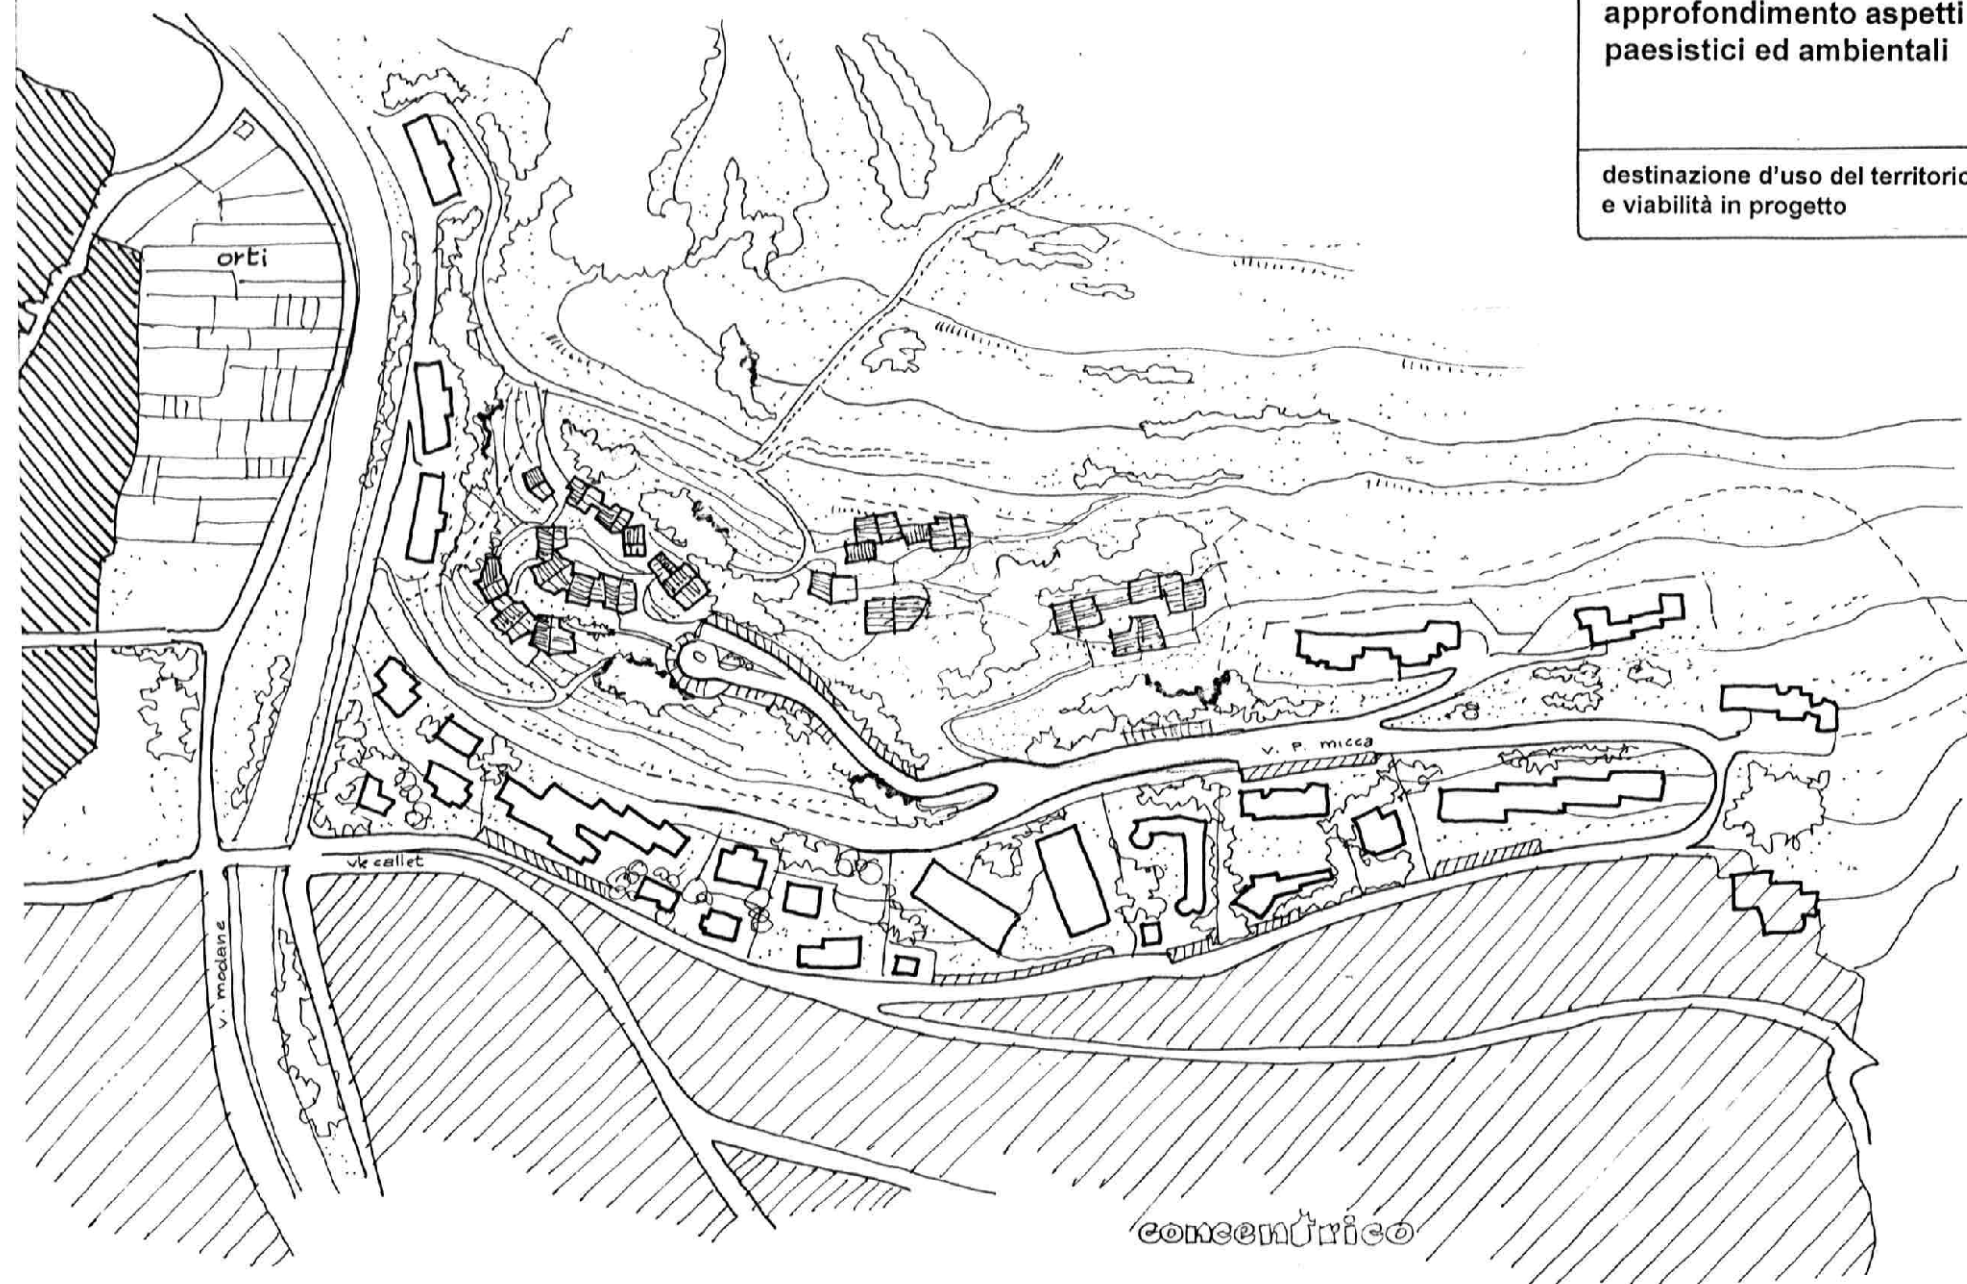 approfondimento aspetti
paesistici ed ambientali
destinazione d'uso del territorio
e viabilità in progetto
orti
v. p. micca
v.le callet
v. modane
concentrico